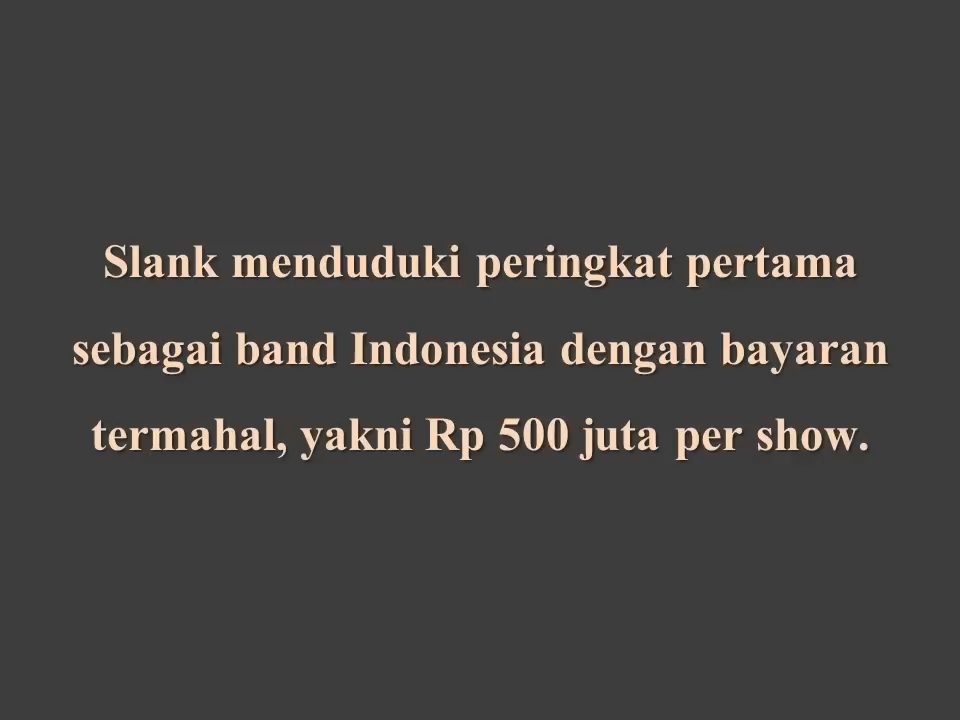 Slank menduduki peringkat pertama
sebagai band Indonesia dengan bayaran
termahal, yakni Rp 500 juta per show.